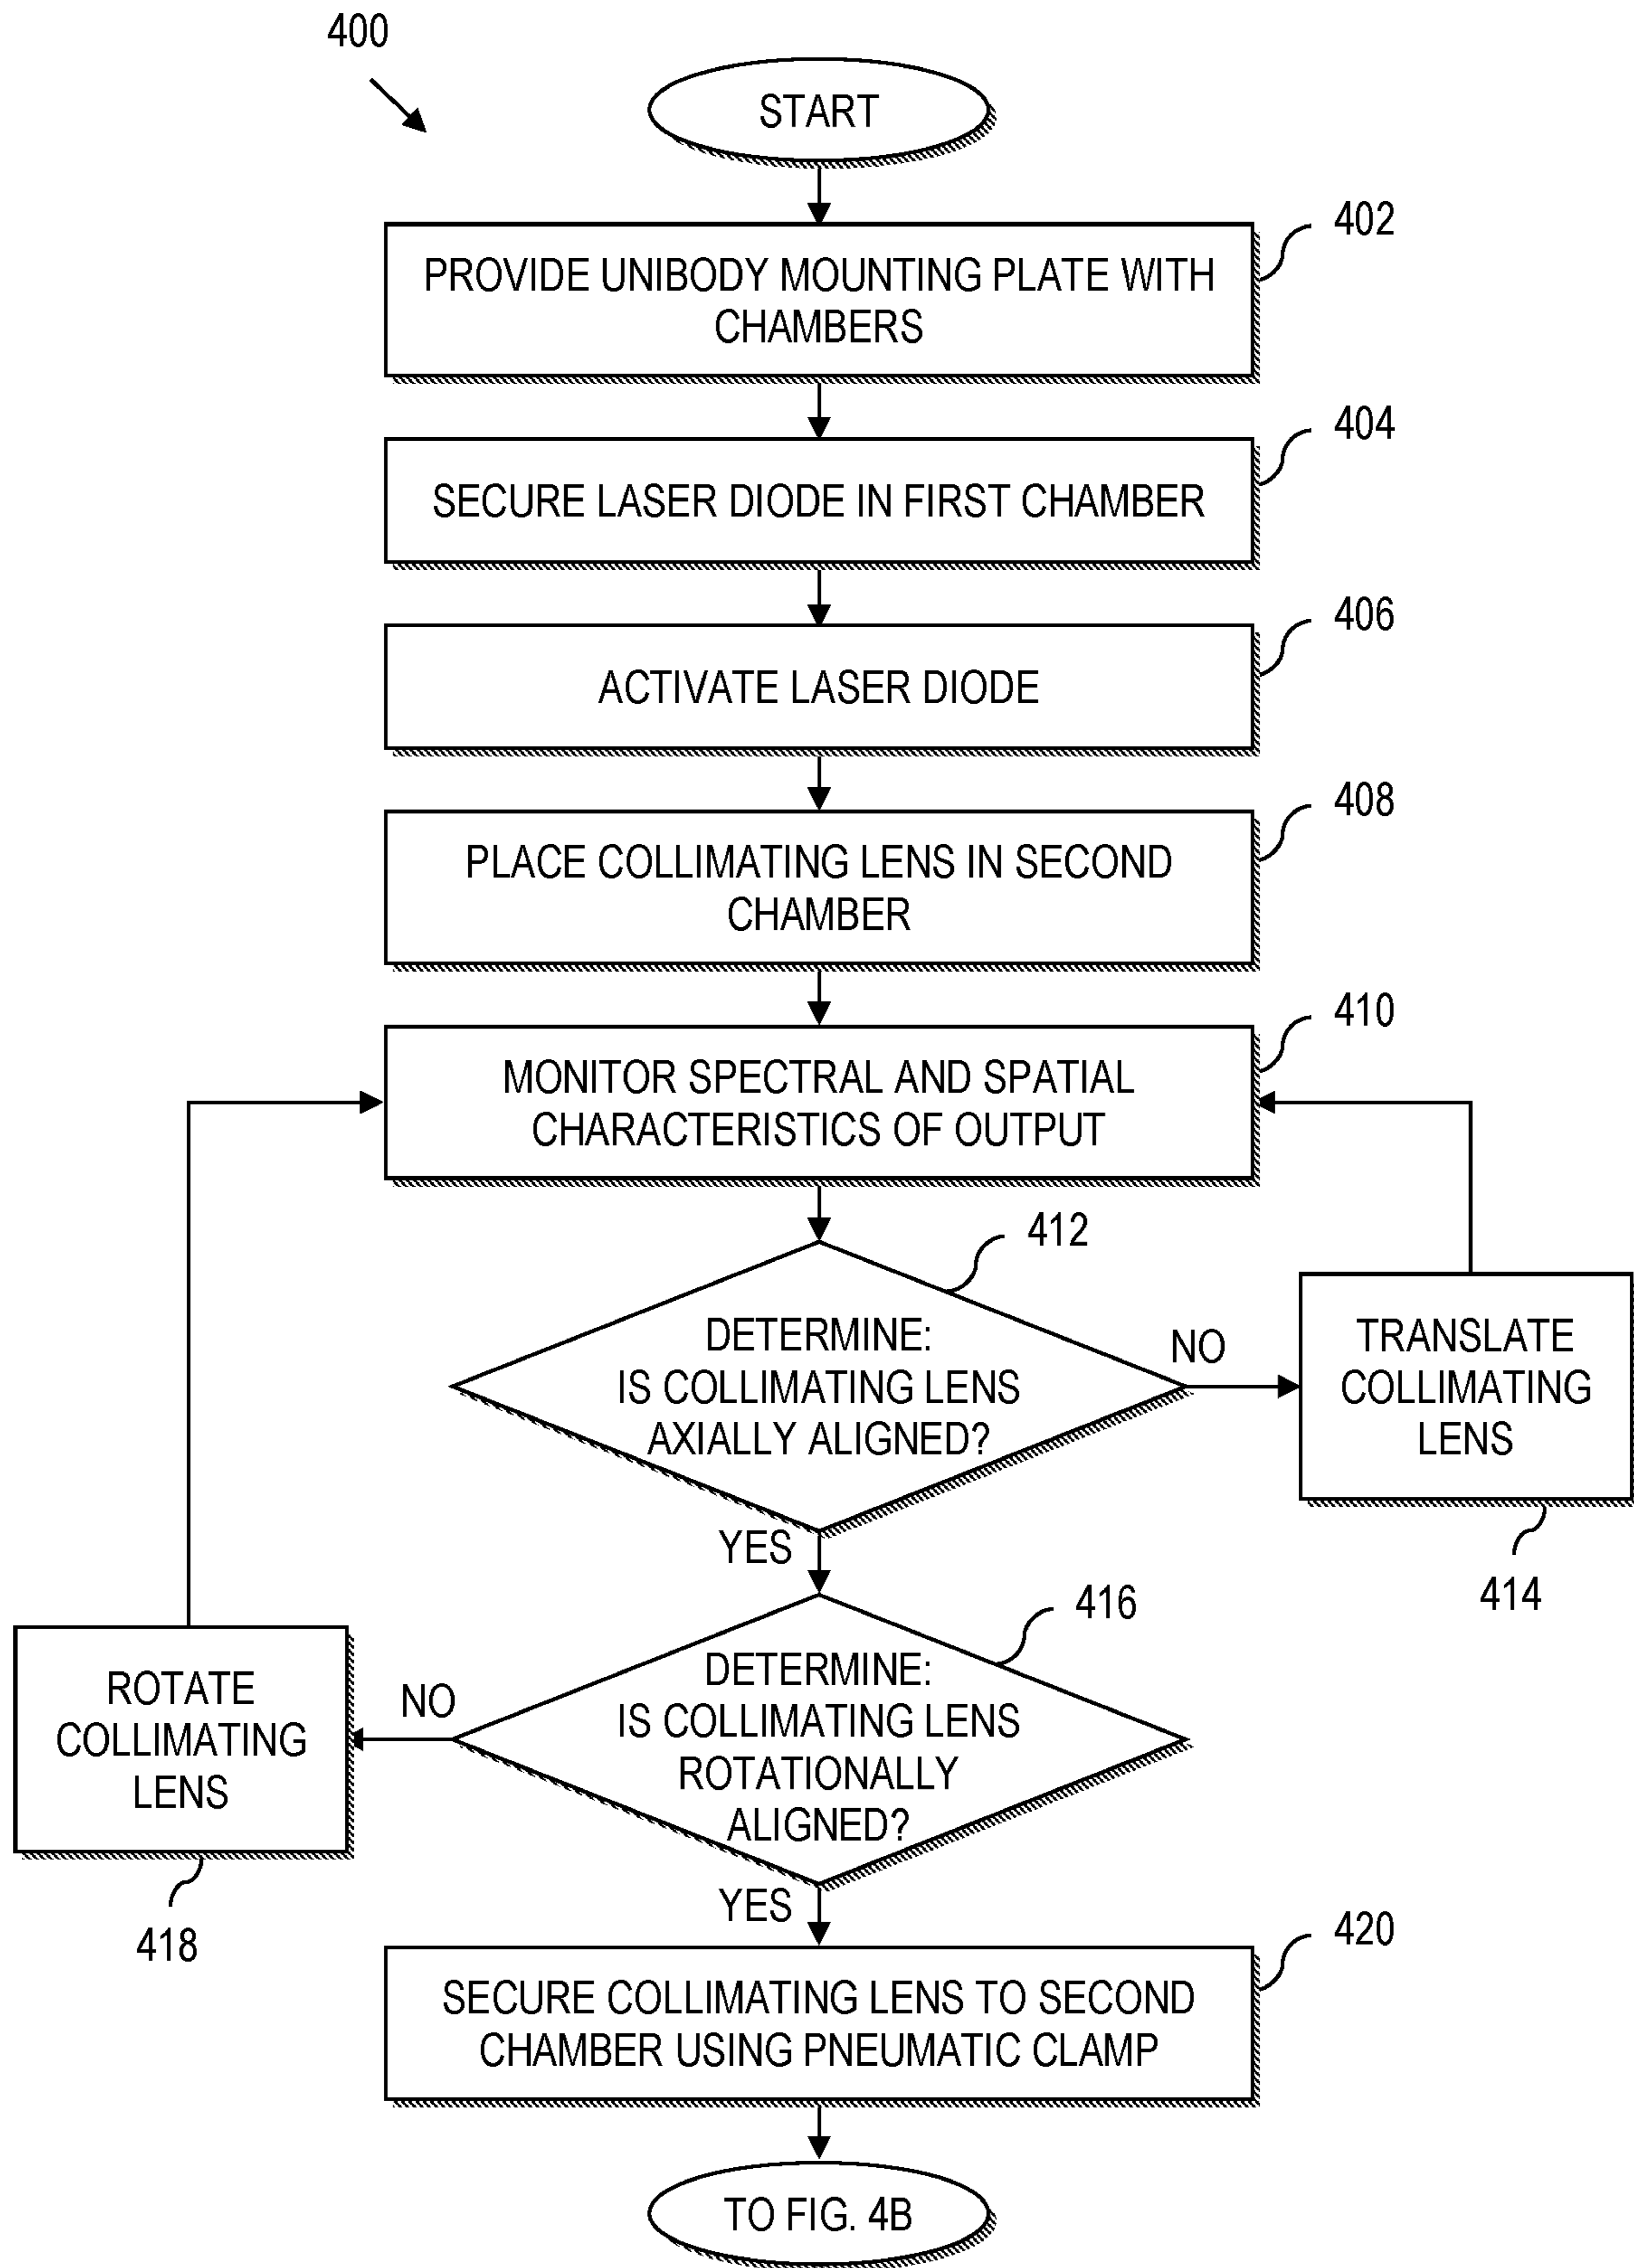 400
START
402
PROVIDE UNIBODY MOUNTING PLATE WITH
CHAMBERS
404
SECURE LASER DIODE IN FIRST CHAMBER
406
ACTIVATE LASER DIODE
408
PLACE COLLIMATING LENS IN SECOND
CHAMBER
410
MONITOR SPECTRAL AND SPATIAL
CHARACTERISTICS OF OUTPUT
412
DETERMINE:
IS COLLIMATING LENS
AXIALLY ALIGNED?
NO
TRANSLATE
COLLIMATING
LENS
414
YES
416
DETERMINE:
IS COLLIMATING LENS
ROTATIONALLY
ALIGNED?
NO
ROTATE
COLLIMATING
LENS
418
YES
420
SECURE COLLIMATING LENS TO SECOND
CHAMBER USING PNEUMATIC CLAMP
TO FIG. 4B